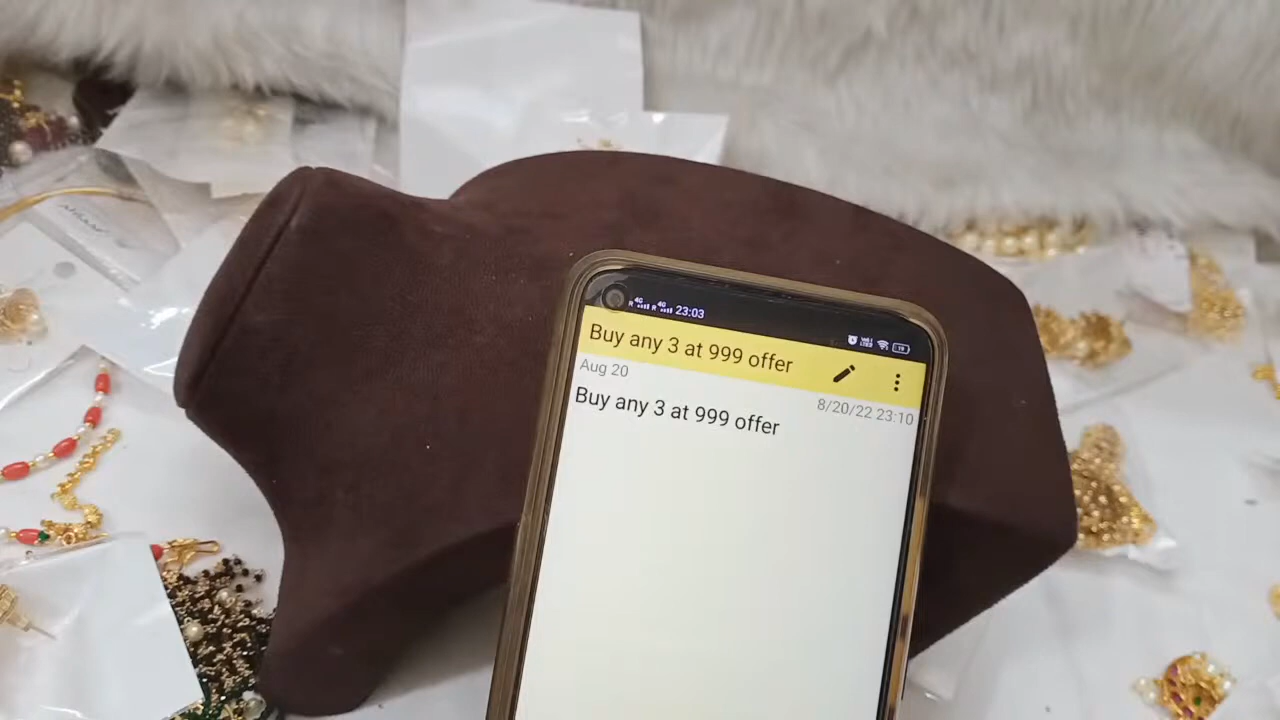 23:03
Buy any 3 at 999 offer
Aug 20
8/20/22 23:10
Buy any 3 at 999 offer